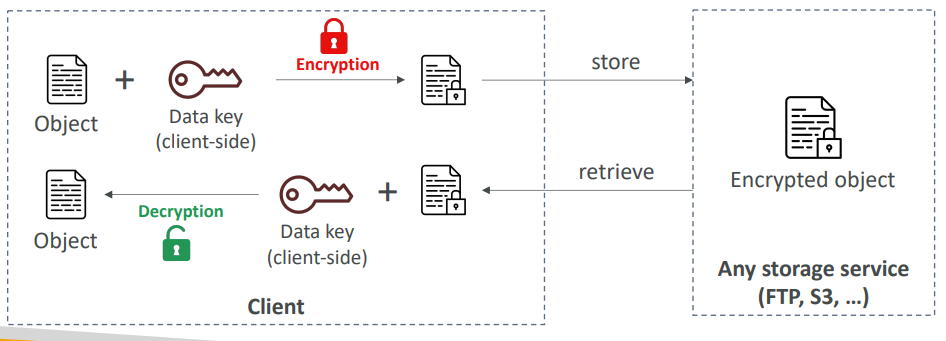 Encryption
store
Object
Data key
(client-side)
retrieve
Encrypted object
Decryption
Object
Data key
(client-side)
Any storage service
(FTP, S3, …)
Client